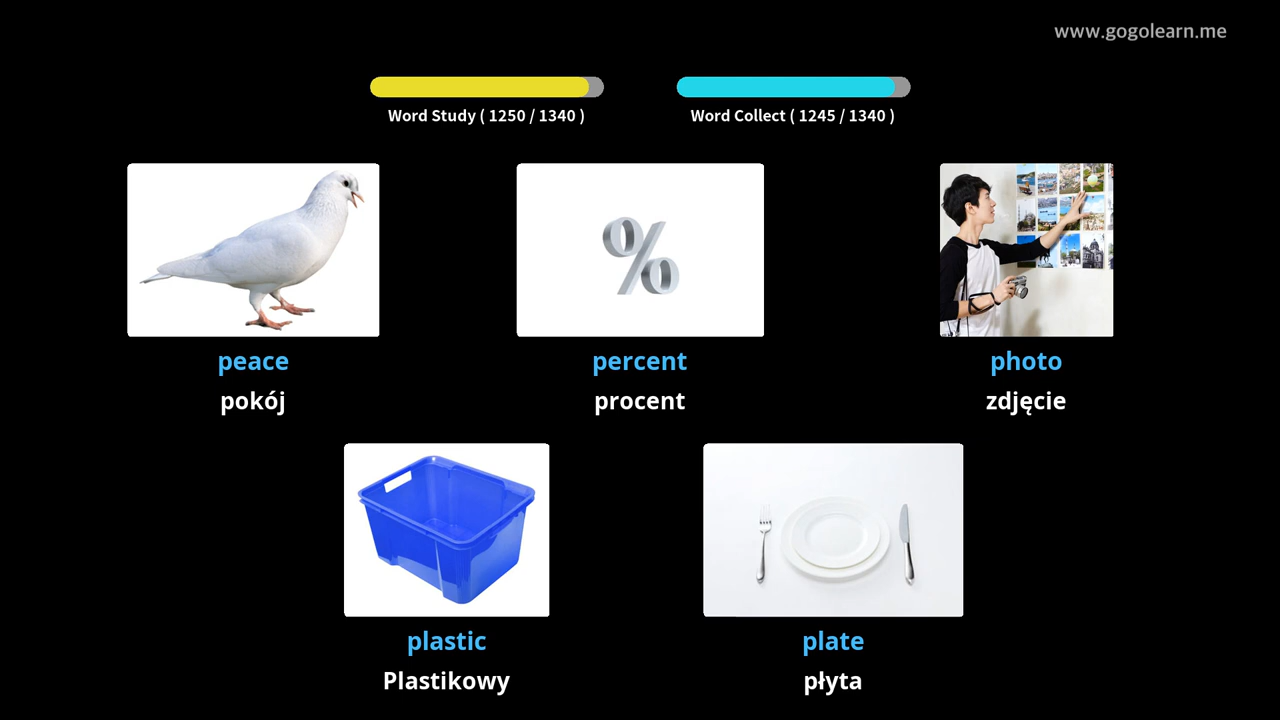 www.gogolearn.me
Word Study ( 1250 / 1340 )
Word Collect ( 1245 / 1340 )
peace
pokój
percent
procent
photo
zdjęcie
plastic
Plastikowy
plate
płyta